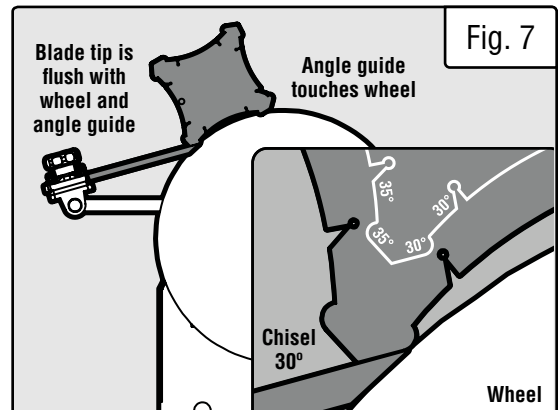 Fig. 7
Blade tip is
flush with
wheel and
angle guide
Angle guide
touches wheel
35°
30°
35°
30°
Chisel
30º
Wheel